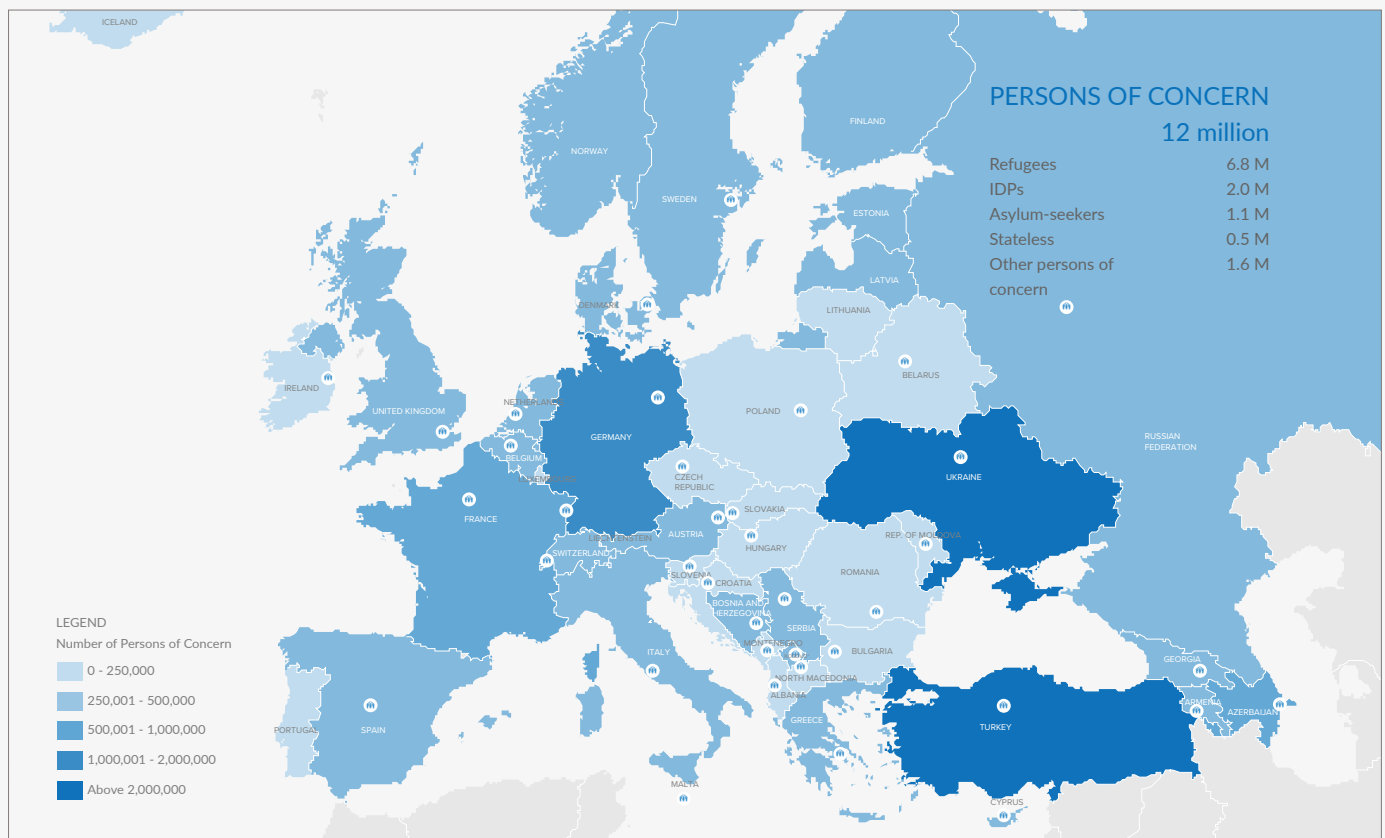 ICELAND
PERSONS OF CONCERN
12 million
Refugees 6.8 M
IDPs 2.0 M
Asylum-seekers 1.1 M
Stateless 0.5 M
Other persons of 1.6 M
concern
FINLAND
NORWAY
SWEDEN
ESTONIA
LATVIA
DENMARK
LITHUANIA
BELARUS
IRELAND
NETHERLANDS
UNITED KINGDOM
POLAND
GERMANY
RUSSIAN
FEDERATION
BELGIUM
LUXEMBOURG
CZECH
REPUBLIC
UKRAINE
FRANCE
SLOVAKIA
AUSTRIA
LIECHTENSTEIN
REP. OF MOLDOVA
HUNGARY
SWITZERLAND
SLOVENIA
ROMANIA
CROATIA
BOSNIA AND
HERZEGOVINA
SERBIA
MONTENEGRO
BULGARIA
ITALY
GEORGIA
NORTH MACEDONIA
ALBANIA
ARMENIA
AZERBAIJAN
GREECE
TURKEY
PORTUGAL
SPAIN
MALTA
CYPRUS
LEGEND
Number of Persons of Concern
0 - 250,000
250,001 - 500,000
500,001 - 1,000,000
1,000,001 - 2,000,000
Above 2,000,000